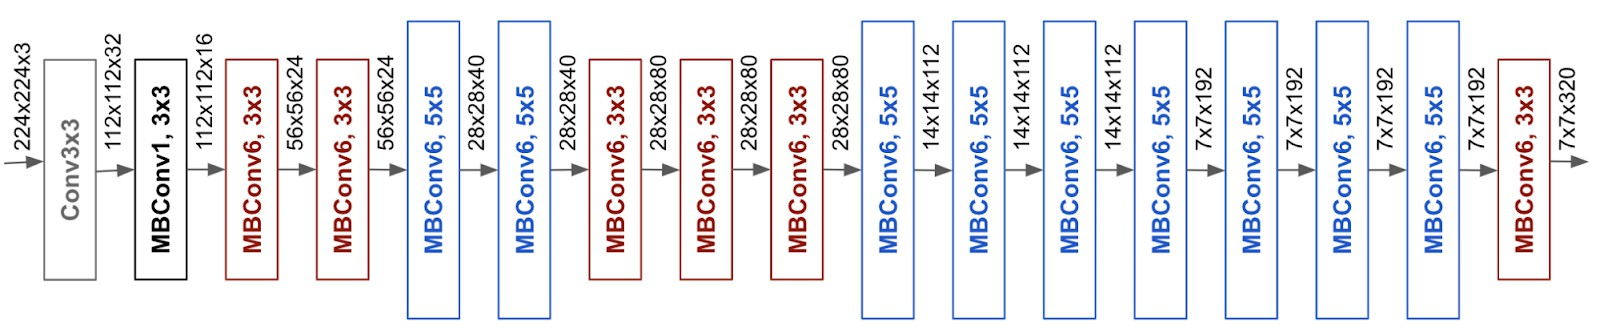 224x224x3
Conv3x3
112x112x32
MBConv1, 3x3
112x112x16
MBConv6, 3x3
56x56x24
MBConv6, 3x3
56x56x24
MBConv6, 5x5
28x28x40
MBConv6, 5x5
28x28x40
MBConv6, 3x3
28x28x80
MBConv6, 3x3
28x28x80
MBConv6, 3x3
28x28x80
MBConv6, 5x5
14x14x112
MBConv6, 5x5
14x14x112
MBConv6, 5x5
14x14x112
MBConv6, 5x5
7x7x192
MBConv6, 5x5
7x7x192
MBConv6, 5x5
7x7x192
MBConv6, 5x5
7x7x192
MBConv6, 3x3
7x7x320